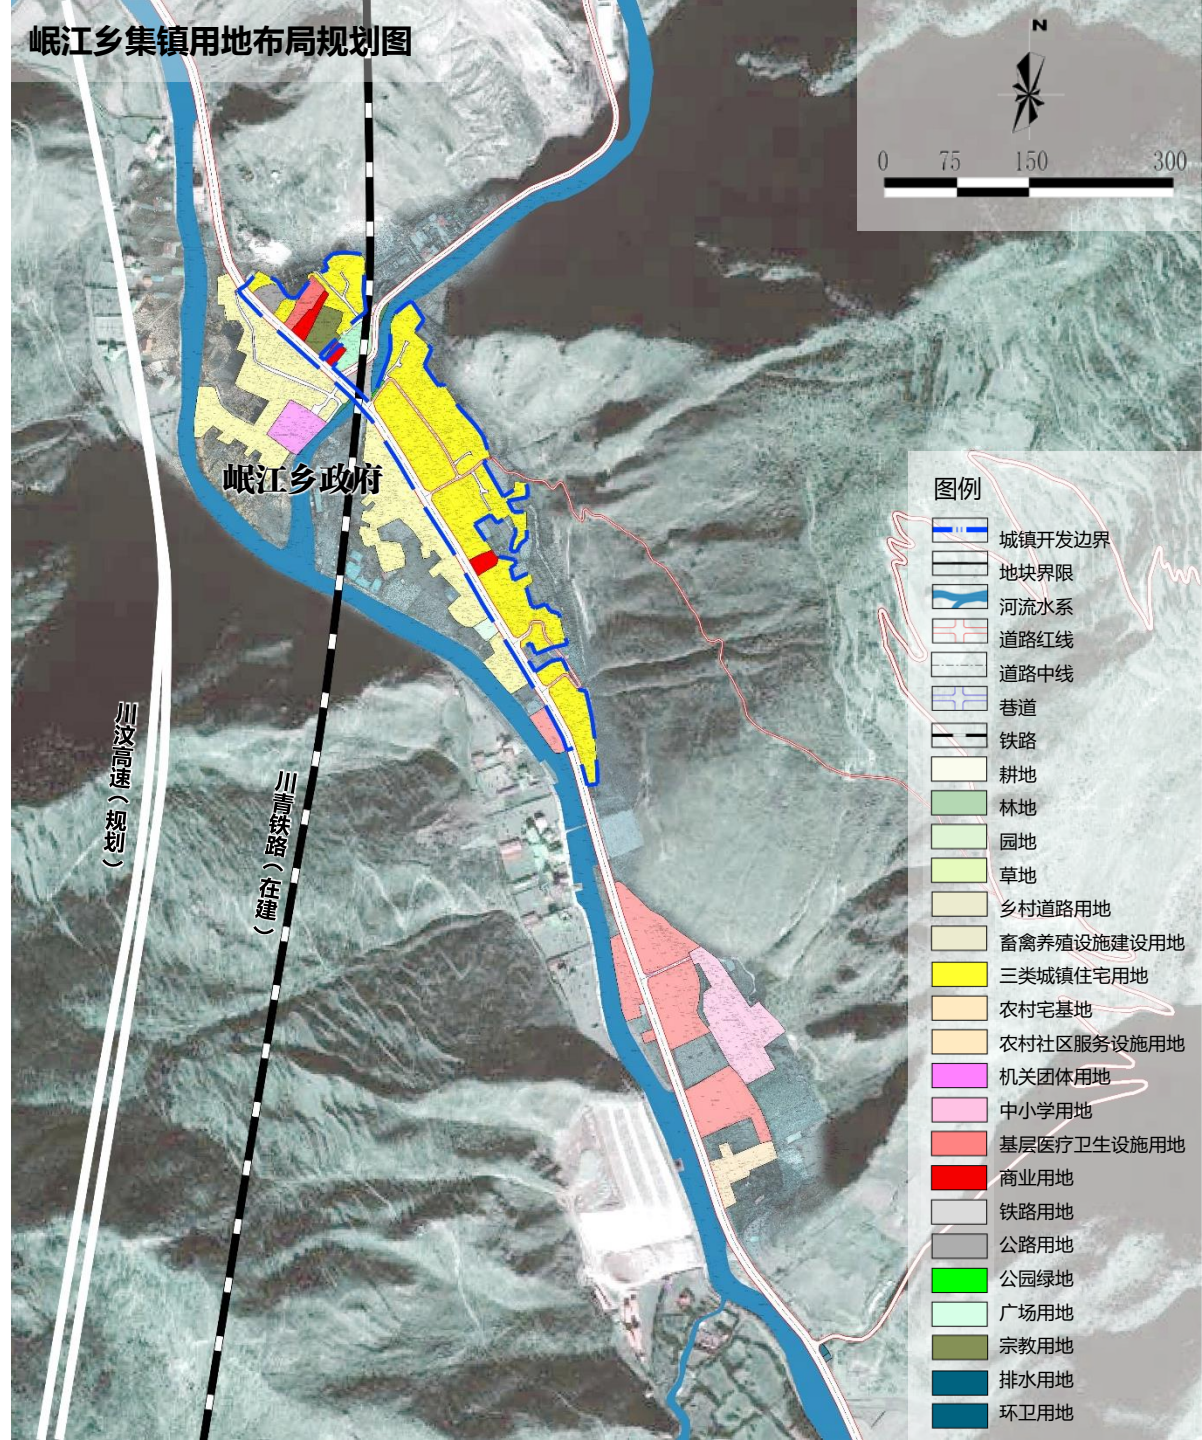 岷江乡集镇用地布局规划图
N
0 75 150 300
岷江乡政府
川汶高速（规划）
川青铁路（在建）
图例
城镇开发边界
地块界限
河流水系
道路红线
道路中线
巷道
铁路
耕地
林地
园地
草地
乡村道路用地
畜禽养殖设施建设用地
三类城镇住宅用地
农村宅基地
农村社区服务设施用地
机关团体用地
中小学用地
基层医疗卫生设施用地
商业用地
铁路用地
公路用地
公园绿地
广场用地
宗教用地
排水用地
环卫用地